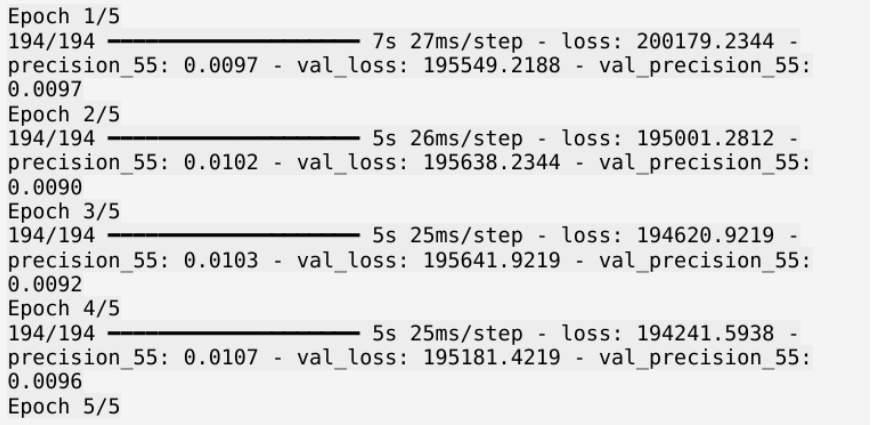 Epoch 1/5
194/194 ━━━━━━━━━━━━━━━━━━━━ 7s 27ms/step - loss: 200179.2344 -
precision_55: 0.0097 - val_loss: 195549.2188 - val_precision_55:
0.0097
Epoch 2/5
194/194 ━━━━━━━━━━━━━━━━━━━━ 5s 26ms/step - loss: 195001.2812 -
precision_55: 0.0102 - val_loss: 195638.2344 - val_precision_55:
0.0090
Epoch 3/5
194/194 ━━━━━━━━━━━━━━━━━━━━ 5s 25ms/step - loss: 194620.9219 -
precision_55: 0.0103 - val_loss: 195641.9219 - val_precision_55:
0.0092
Epoch 4/5
194/194 ━━━━━━━━━━━━━━━━━━━━ 5s 25ms/step - loss: 194241.5938 -
precision_55: 0.0107 - val_loss: 195181.4219 - val_precision_55:
0.0096
Epoch 5/5